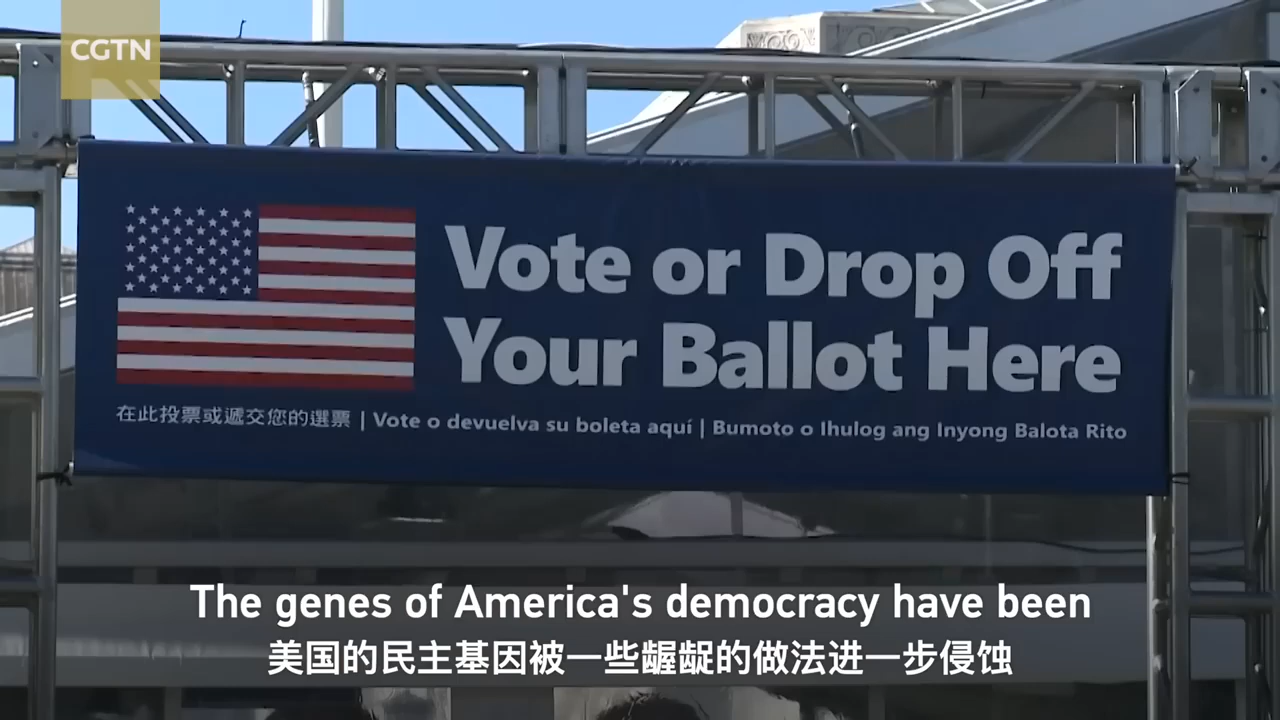 CGTN
Vote or Drop Off
Your Ballot Here
在此投票或遞交您的選票 | Vote o devuelva su boleta aquí | Bumoto o Ihulog ang Inyong Balota Rito
The genes of America's democracy have been
美国的民主基因被一些龌龊的做法进一步侵蚀